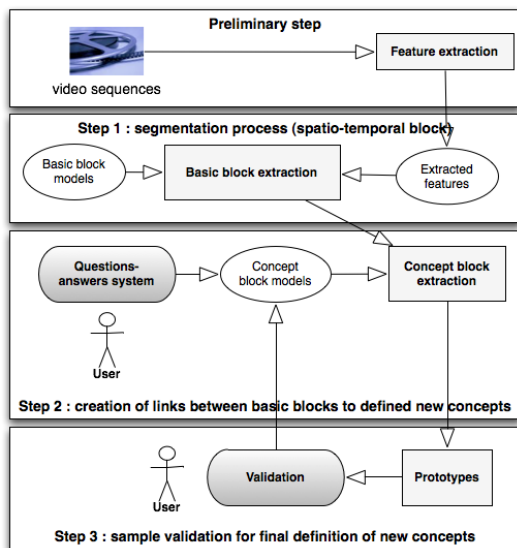 Preliminary step
Feature extraction
video sequences
Step 1 : segmentation process (spatio-temporal block)
Basic block
models
Basic block extraction
Extracted
features
Questions-
answers system
Concept
block models
Concept block
extraction
User
Step 2 : creation of links between basic blocks to defined new concepts
Validation
Prototypes
User
Step 3 : sample validation for final definition of new concepts